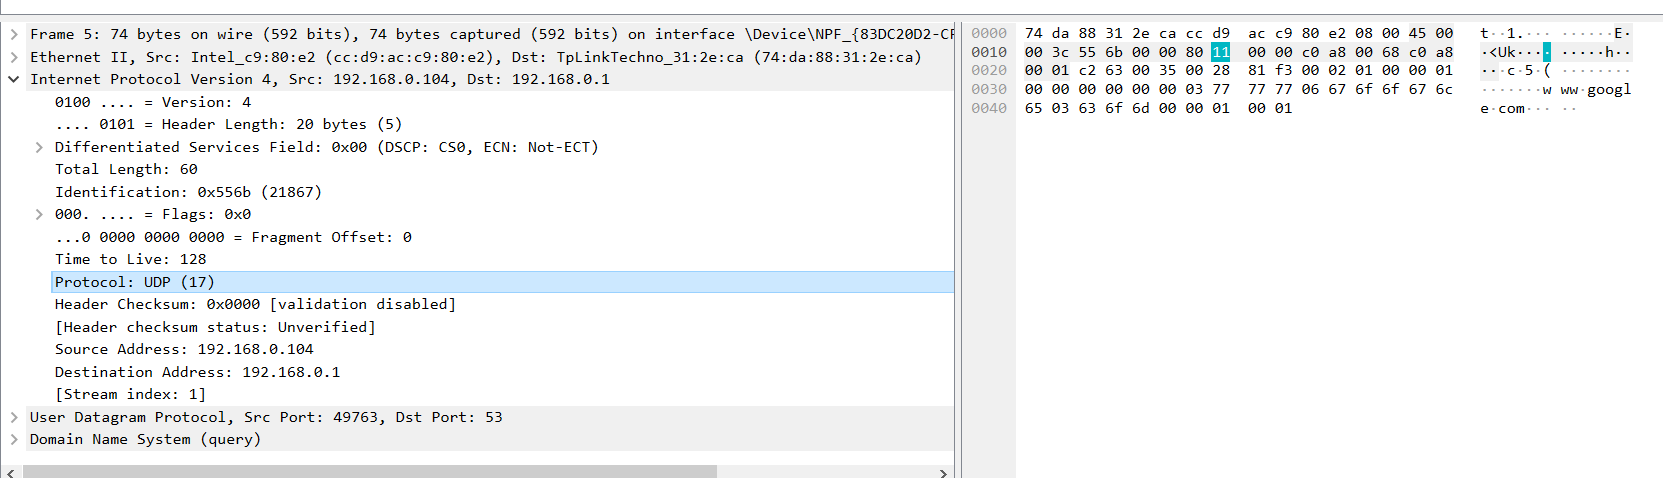 Frame 5: 74 bytes on wire (592 bits), 74 bytes captured (592 bits) on interface \Device\NPF_{83DC20D2-CF
Ethernet II, Src: Intel_c9:80:e2 (cc:d9:ac:c9:80:e2), Dst: TpLinkTechno_31:2e:ca (74:da:88:31:2e:ca)
Internet Protocol Version 4, Src: 192.168.0.104, Dst: 192.168.0.1
0100 .... = Version: 4
.... 0101 = Header Length: 20 bytes (5)
Differentiated Services Field: 0x00 (DSCP: CS0, ECN: Not-ECT)
Total Length: 60
Identification: 0x556b (21867)
000. .... = Flags: 0x0
...0 0000 0000 0000 = Fragment Offset: 0
Time to Live: 128
Protocol: UDP (17)
Header Checksum: 0x0000 [validation disabled]
[Header checksum status: Unverified]
Source Address: 192.168.0.104
Destination Address: 192.168.0.1
[Stream index: 1]
User Datagram Protocol, Src Port: 49763, Dst Port: 53
Domain Name System (query)
0000 74 da 88 31 2e ca cc d9 ac c9 80 e2 08 00 45 00 t··1.··· ······E·
0010 00 3c 55 6b 00 00 80 11 00 00 c0 a8 00 68 c0 a8 ·<Uk···· ·····h··
0020 00 01 c2 63 00 35 00 28 81 f3 00 02 01 00 00 01 ···c·5·( ········
0030 00 00 00 00 00 00 03 77 77 77 06 67 6f 6f 67 6c ·······w ww·googl
0040 65 03 63 6f 6d 00 00 01 00 01 e·com··· ··